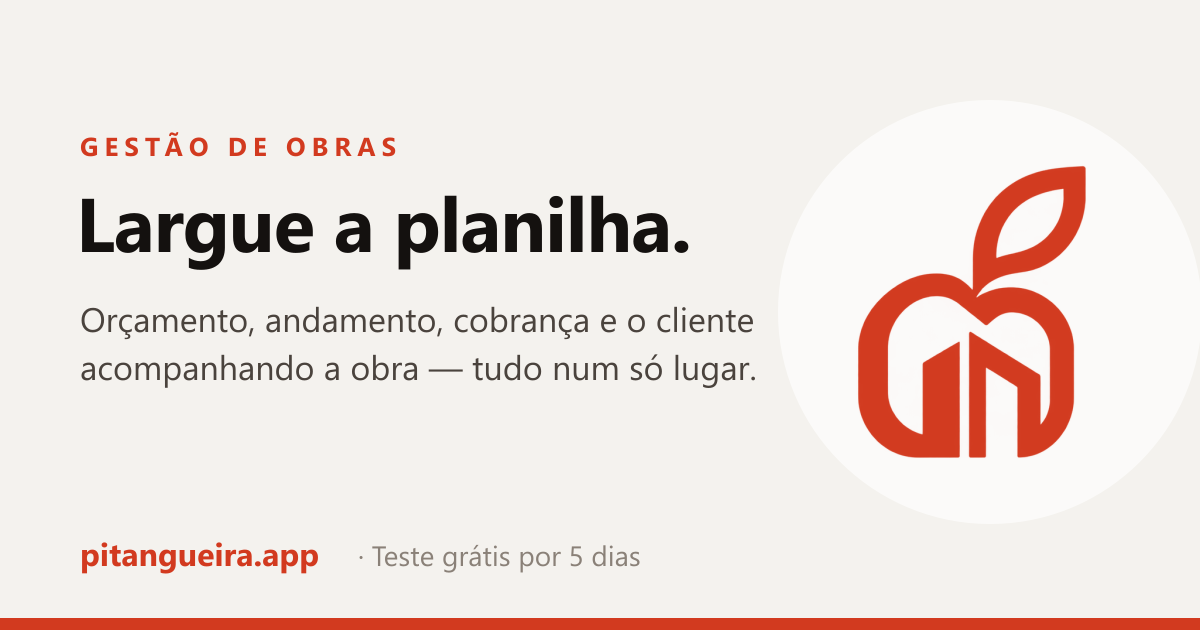 GESTÃO DE OBRAS
Largue a planilha.
Orçamento, andamento, cobrança e o cliente
acompanhando a obra — tudo num só lugar.
pitangueira.app · Teste grátis por 5 dias